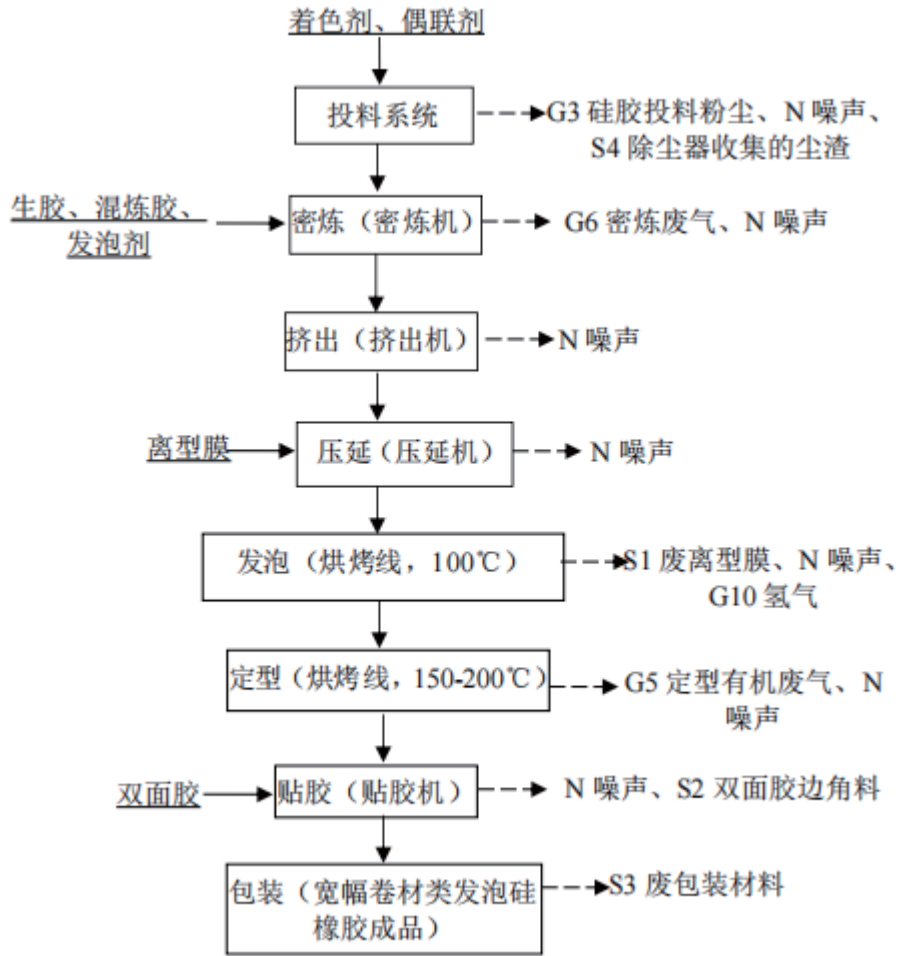 着色剂、偶联剂
投料系统
G3 硅胶投料粉尘、N 噪声、
S4 除尘器收集的尘渣
生胶、混炼胶、
发泡剂
密炼（密炼机）
G6 密炼废气、N 噪声
挤出（挤出机）
N 噪声
离型膜
压延（压延机）
N 噪声
发泡（烘烤线，100℃）
S1 废离型膜、N 噪声、
G10 氢气
定型（烘烤线，150-200℃）
G5 定型有机废气、N
噪声
双面胶
贴胶（贴胶机）
N 噪声、S2 双面胶边角料
包装（宽幅卷材类发泡硅
橡胶成品）
S3 废包装材料